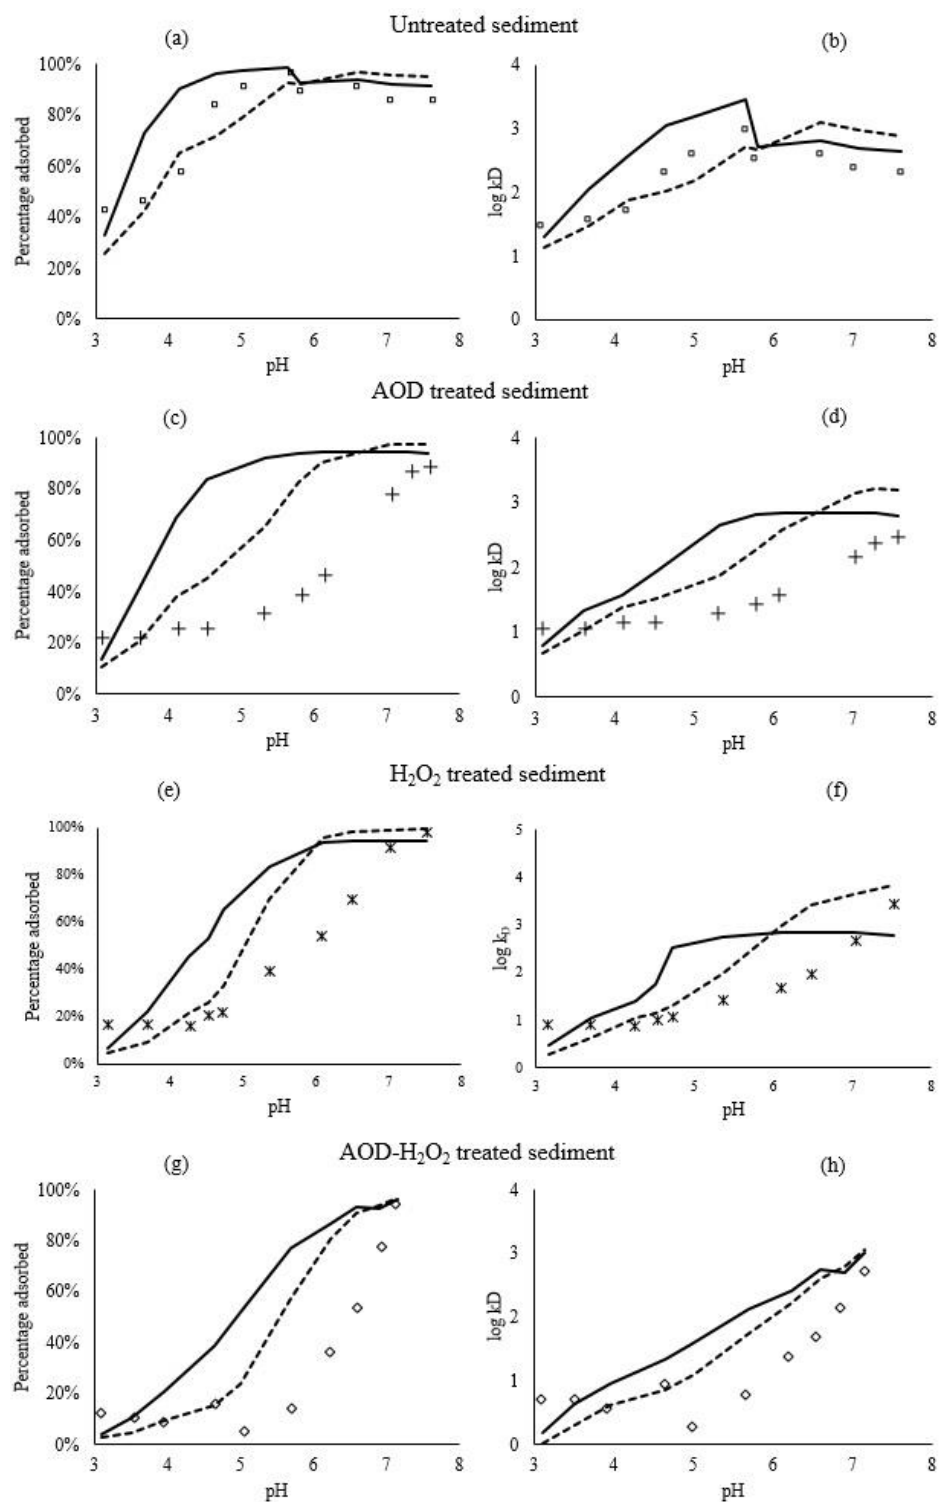 Untreated sediment
(a)
(b)
100%
80%
60%
40%
20%
0%
Percentage adsorbed
3 4 5 6 7 8
pH
4
3
2
1
0
log kD
3 4 5 6 7 8
pH
AOD treated sediment
(c)
(d)
100%
80%
60%
40%
20%
0%
Percentage adsorbed
3 4 5 6 7 8
pH
4
3
2
1
0
log kD
3 4 5 6 7 8
pH
H₂O₂ treated sediment
(e)
(f)
100%
80%
60%
40%
20%
0%
Percentage adsorbed
3 4 5 6 7 8
pH
5
4
3
2
1
0
log k_D
3 4 5 6 7 8
pH
AOD-H₂O₂ treated sediment
(g)
(h)
100%
80%
60%
40%
20%
0%
Percentage adsorbed
3 4 5 6 7 8
pH
4
3
2
1
0
log kD
3 4 5 6 7 8
pH